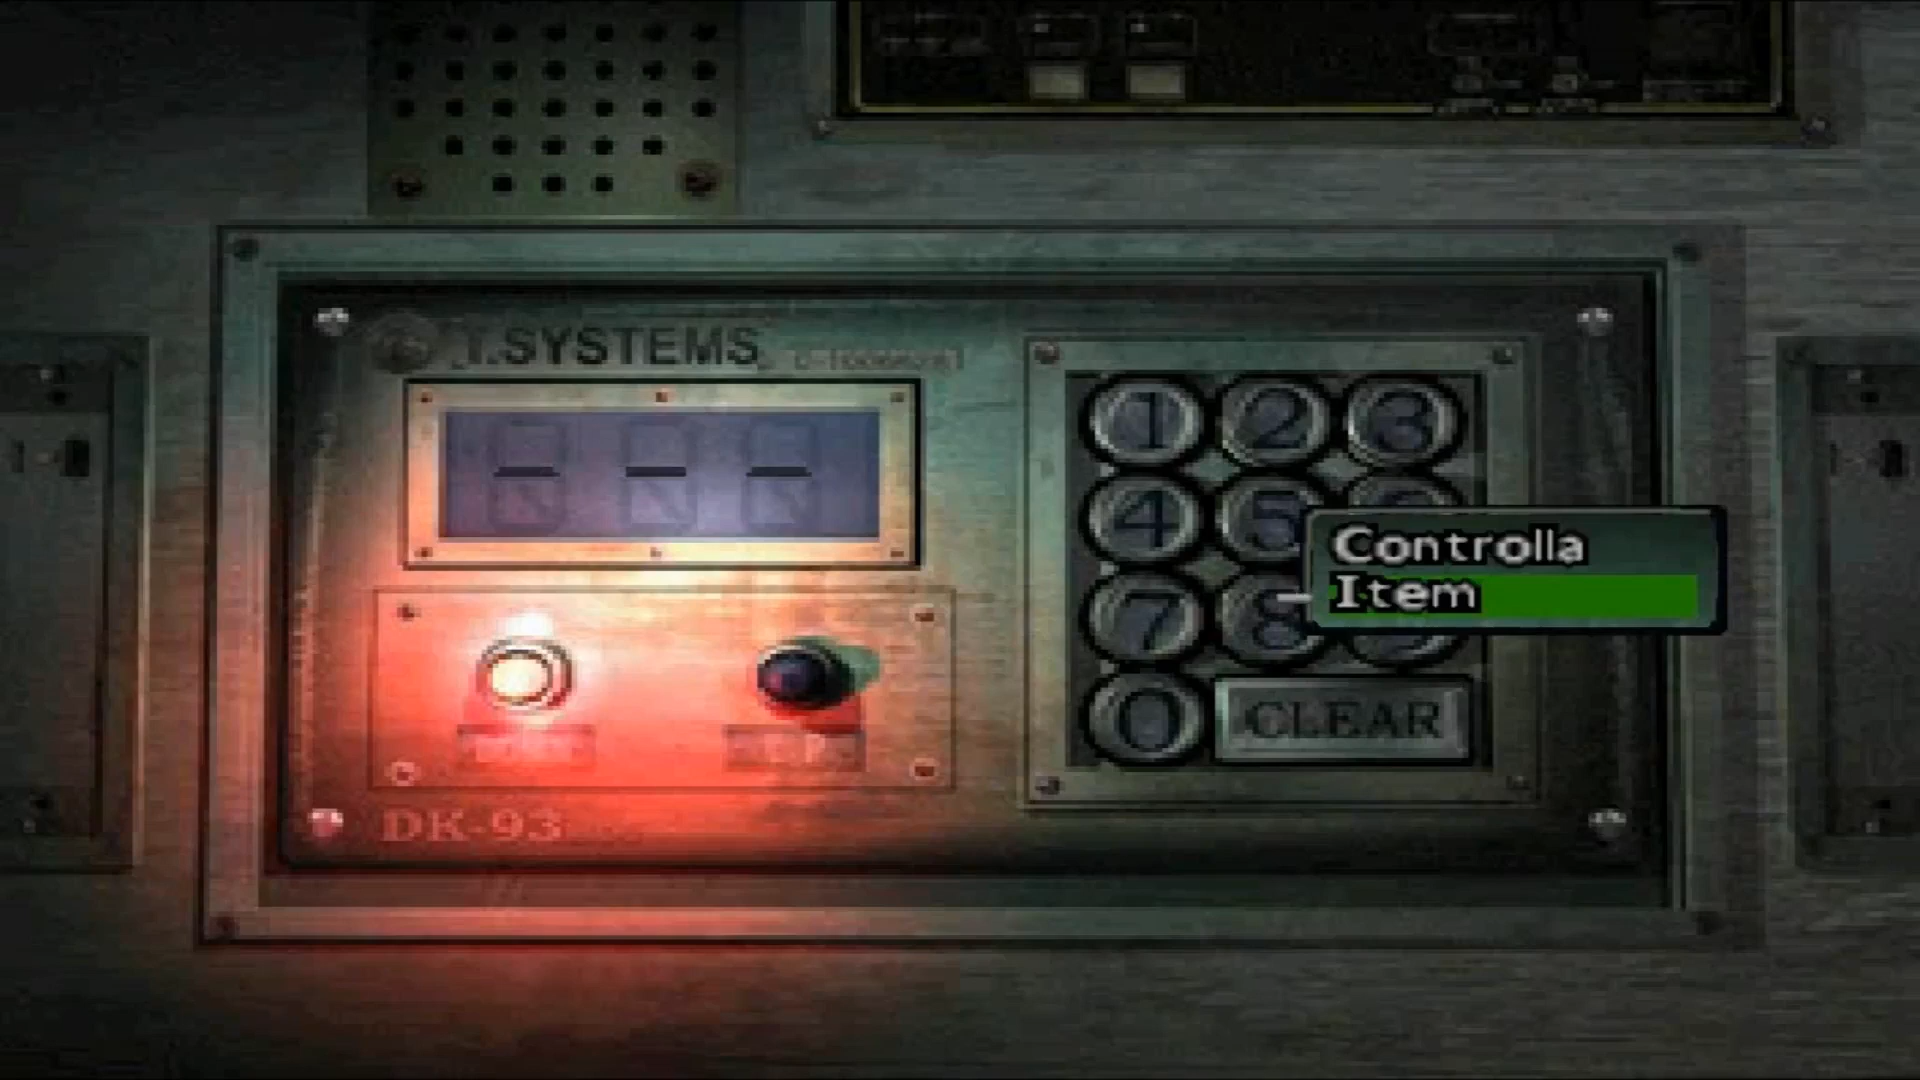 T.SYSTEMS
1 2 3
4 5
7 8
0 CLEAR
Controlla
Item
DK-93